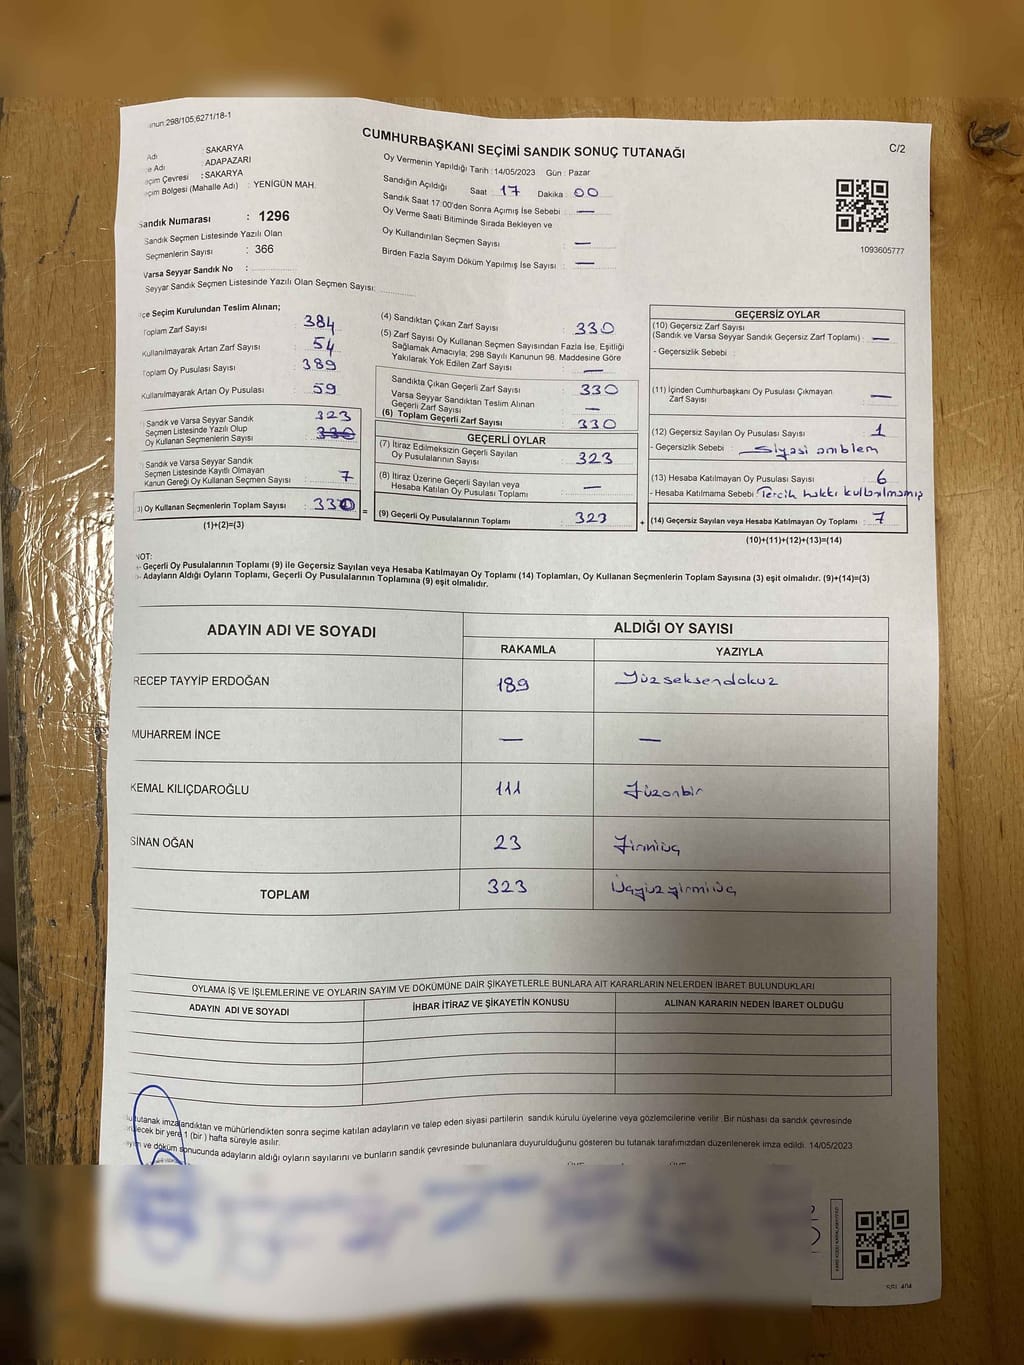 298/105;6271/18-1
CUMHURBAŞKANI SEÇİMİ SANDIK SONUÇ TUTANAĞI
C/2
Adı : SAKARYA
Adı : ADAPAZARI
Çevresi : SAKARYA
Bölgesi (Mahalle Adı) : YENİGÜN MAH.
Sandık Numarası : 1296
Sandık Seçmen Listesinde Yazılı Olan
Seçmenlerin Sayısı : 366
Varsa Seyyar Sandık No :
Seyyar Sandık Seçmen Listesinde Yazılı Olan Seçmen Sayısı:
Oy Vermenin Yapıldığı Tarih : 14/05/2023 Gün : Pazar
Sandığın Açıldığı Saat 17 Dakika : 00
Sandık Saat 17:00'den Sonra Açımış İse Sebebi : —
Oy Verme Saati Bitiminde Sırada Bekleyen ve
Oy Kullandırılan Seçmen Sayısı : —
Birden Fazla Sayım Döküm Yapılmış İse Sayısı : —
1093605777
Seçim Kurulundan Teslim Alınan;
Toplam Zarf Sayısı : 384
Kullanılmayarak Artan Zarf Sayısı : 54
Toplam Oy Pusulası Sayısı : 389
Kullanılmayarak Artan Oy Pusulası : 59
Sandık ve Varsa Seyyar Sandık
Seçmen Listesinde Yazılı Olup
Oy Kullanan Seçmenlerin Sayısı : 323
330
Sandık ve Varsa Seyyar Sandık
Seçmen Listesinde Kayıtlı Olmayan
Kanun Gereği Oy Kullanan Seçmen Sayısı : 7
3) Oy Kullanan Seçmenlerin Toplam Sayısı : 330 =
(1)+(2)=(3)
(4) Sandıktan Çıkan Zarf Sayısı : 330
(5) Zarf Sayısı Oy Kullanan Seçmen Sayısından Fazla İse, Eşitliği
Sağlamak Amacıyla; 298 Sayılı Kanunun 98. Maddesine Göre
Yakılarak Yok Edilen Zarf Sayısı : —
Sandıkta Çıkan Geçerli Zarf Sayısı : 330
Varsa Seyyar Sandıktan Teslim Alınan
Geçerli Zarf Sayısı : —
(6) Toplam Geçerli Zarf Sayısı : 330
GEÇERLİ OYLAR
(7) İtiraz Edilmeksizin Geçerli Sayılan
Oy Pusulalarının Sayısı : 323
(8) İtiraz Üzerine Geçerli Sayılan veya
Hesaba Katılan Oy Pusulası Toplamı : —
(9) Geçerli Oy Pusulalarının Toplamı : 323 +
GEÇERSİZ OYLAR
(10) Geçersiz Zarf Sayısı
(Sandık ve Varsa Seyyar Sandık Geçersiz Zarf Toplamı) : —
- Geçersizlik Sebebi :
(11) İçinden Cumhurbaşkanı Oy Pusulası Çıkmayan
Zarf Sayısı : —
(12) Geçersiz Sayılan Oy Pusulası Sayısı : 1
- Geçersizlik Sebebi : Siyasi amblem
(13) Hesaba Katılmayan Oy Pusulası Sayısı : 6
- Hesaba Katılmama Sebebi : Tercih hakkı kullanılmamış
(14) Geçersiz Sayılan veya Hesaba Katılmayan Oy Toplamı : 7
(10)+(11)+(12)+(13)=(14)
NOT:
- Geçerli Oy Pusulalarının Toplamı (9) ile Geçersiz Sayılan veya Hesaba Katılmayan Oy Toplamı (14) Toplamları, Oy Kullanan Seçmenlerin Toplam Sayısına (3) eşit olmalıdır. (9)+(14)=(3)
- Adayların Aldığı Oyların Toplamı, Geçerli Oy Pusulalarının Toplamına (9) eşit olmalıdır.
ADAYIN ADI VE SOYADI
ALDIĞI OY SAYISI
RAKAMLA
YAZIYLA
RECEP TAYYİP ERDOĞAN 189 Yüzseksendokuz
MUHARREM İNCE — —
KEMAL KILIÇDAROĞLU 111 Yüzonbir
SİNAN OĞAN 23 Yirmiüç
TOPLAM 323 Üçyüzyirmiüç
OYLAMA İŞ VE İŞLEMLERİNE VE OYLARIN SAYIM VE DÖKÜMÜNE DAİR ŞİKAYETLERLE BUNLARA AİT KARARLARIN NELERDEN İBARET BULUNDUKLARI
ADAYIN ADI VE SOYADI
İHBAR İTİRAZ VE ŞİKAYETİN KONUSU
ALINAN KARARIN NEDEN İBARET OLDUĞU
tutanak imzalandıktan ve mühürlendikten sonra seçime katılan adayların ve talep eden siyasi partilerin sandık kurulu üyelerine veya gözlemcilerine verilir. Bir nüshası da sandık çevresinde
bir yere 1 (bir ) hafta süreyle asılır.
ve döküm sonucunda adayların aldığı oyların sayılarını ve bunların sandık çevresinde bulunanlara duyurulduğunu gösteren bu tutanak tarafımızdan düzenlenerek imza edildi. 14/05/2023